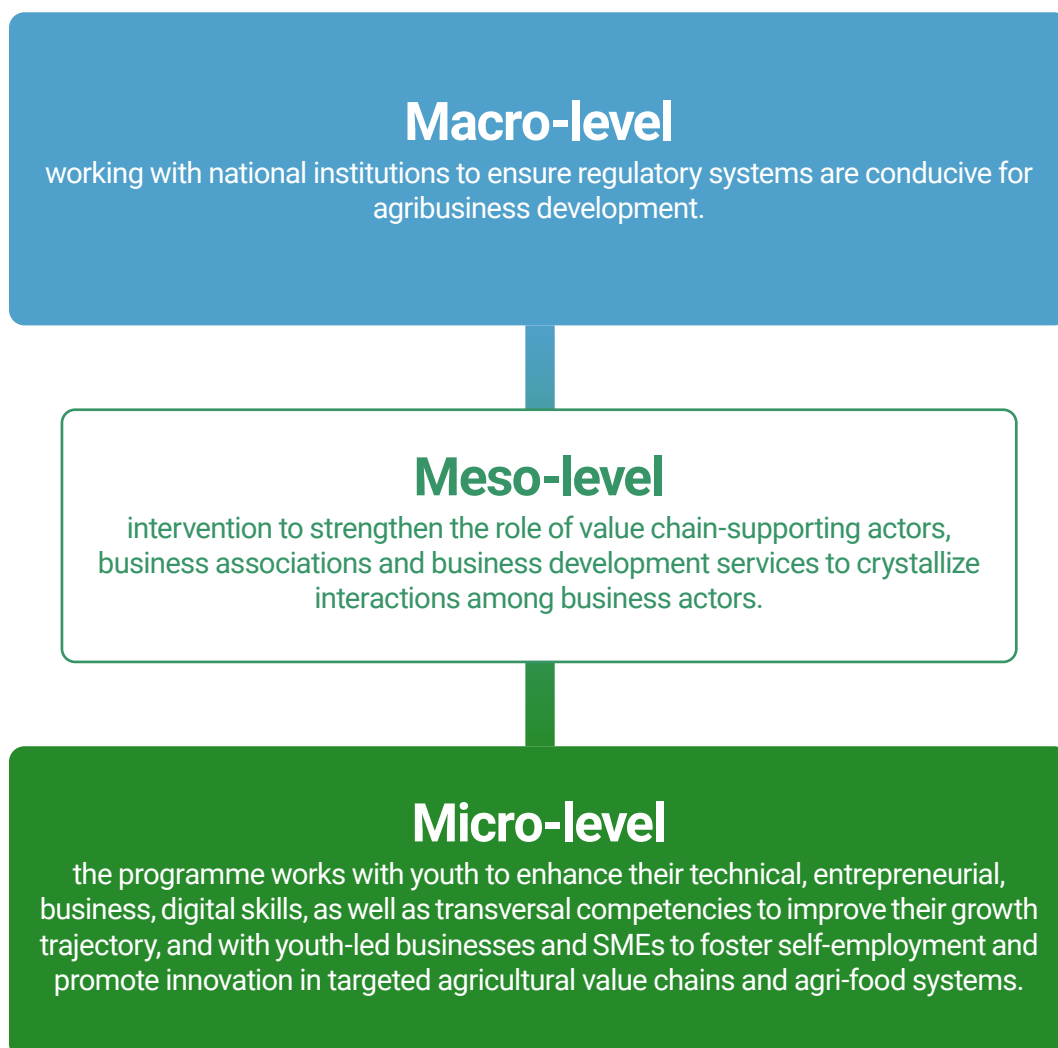 Macro-level
working with national institutions to ensure regulatory systems are conducive for
agribusiness development.
Meso-level
intervention to strengthen the role of value chain-supporting actors,
business associations and business development services to crystallize
interactions among business actors.
Micro-level
the programme works with youth to enhance their technical, entrepreneurial,
business, digital skills, as well as transversal competencies to improve their growth
trajectory, and with youth-led businesses and SMEs to foster self-employment and
promote innovation in targeted agricultural value chains and agri-food systems.